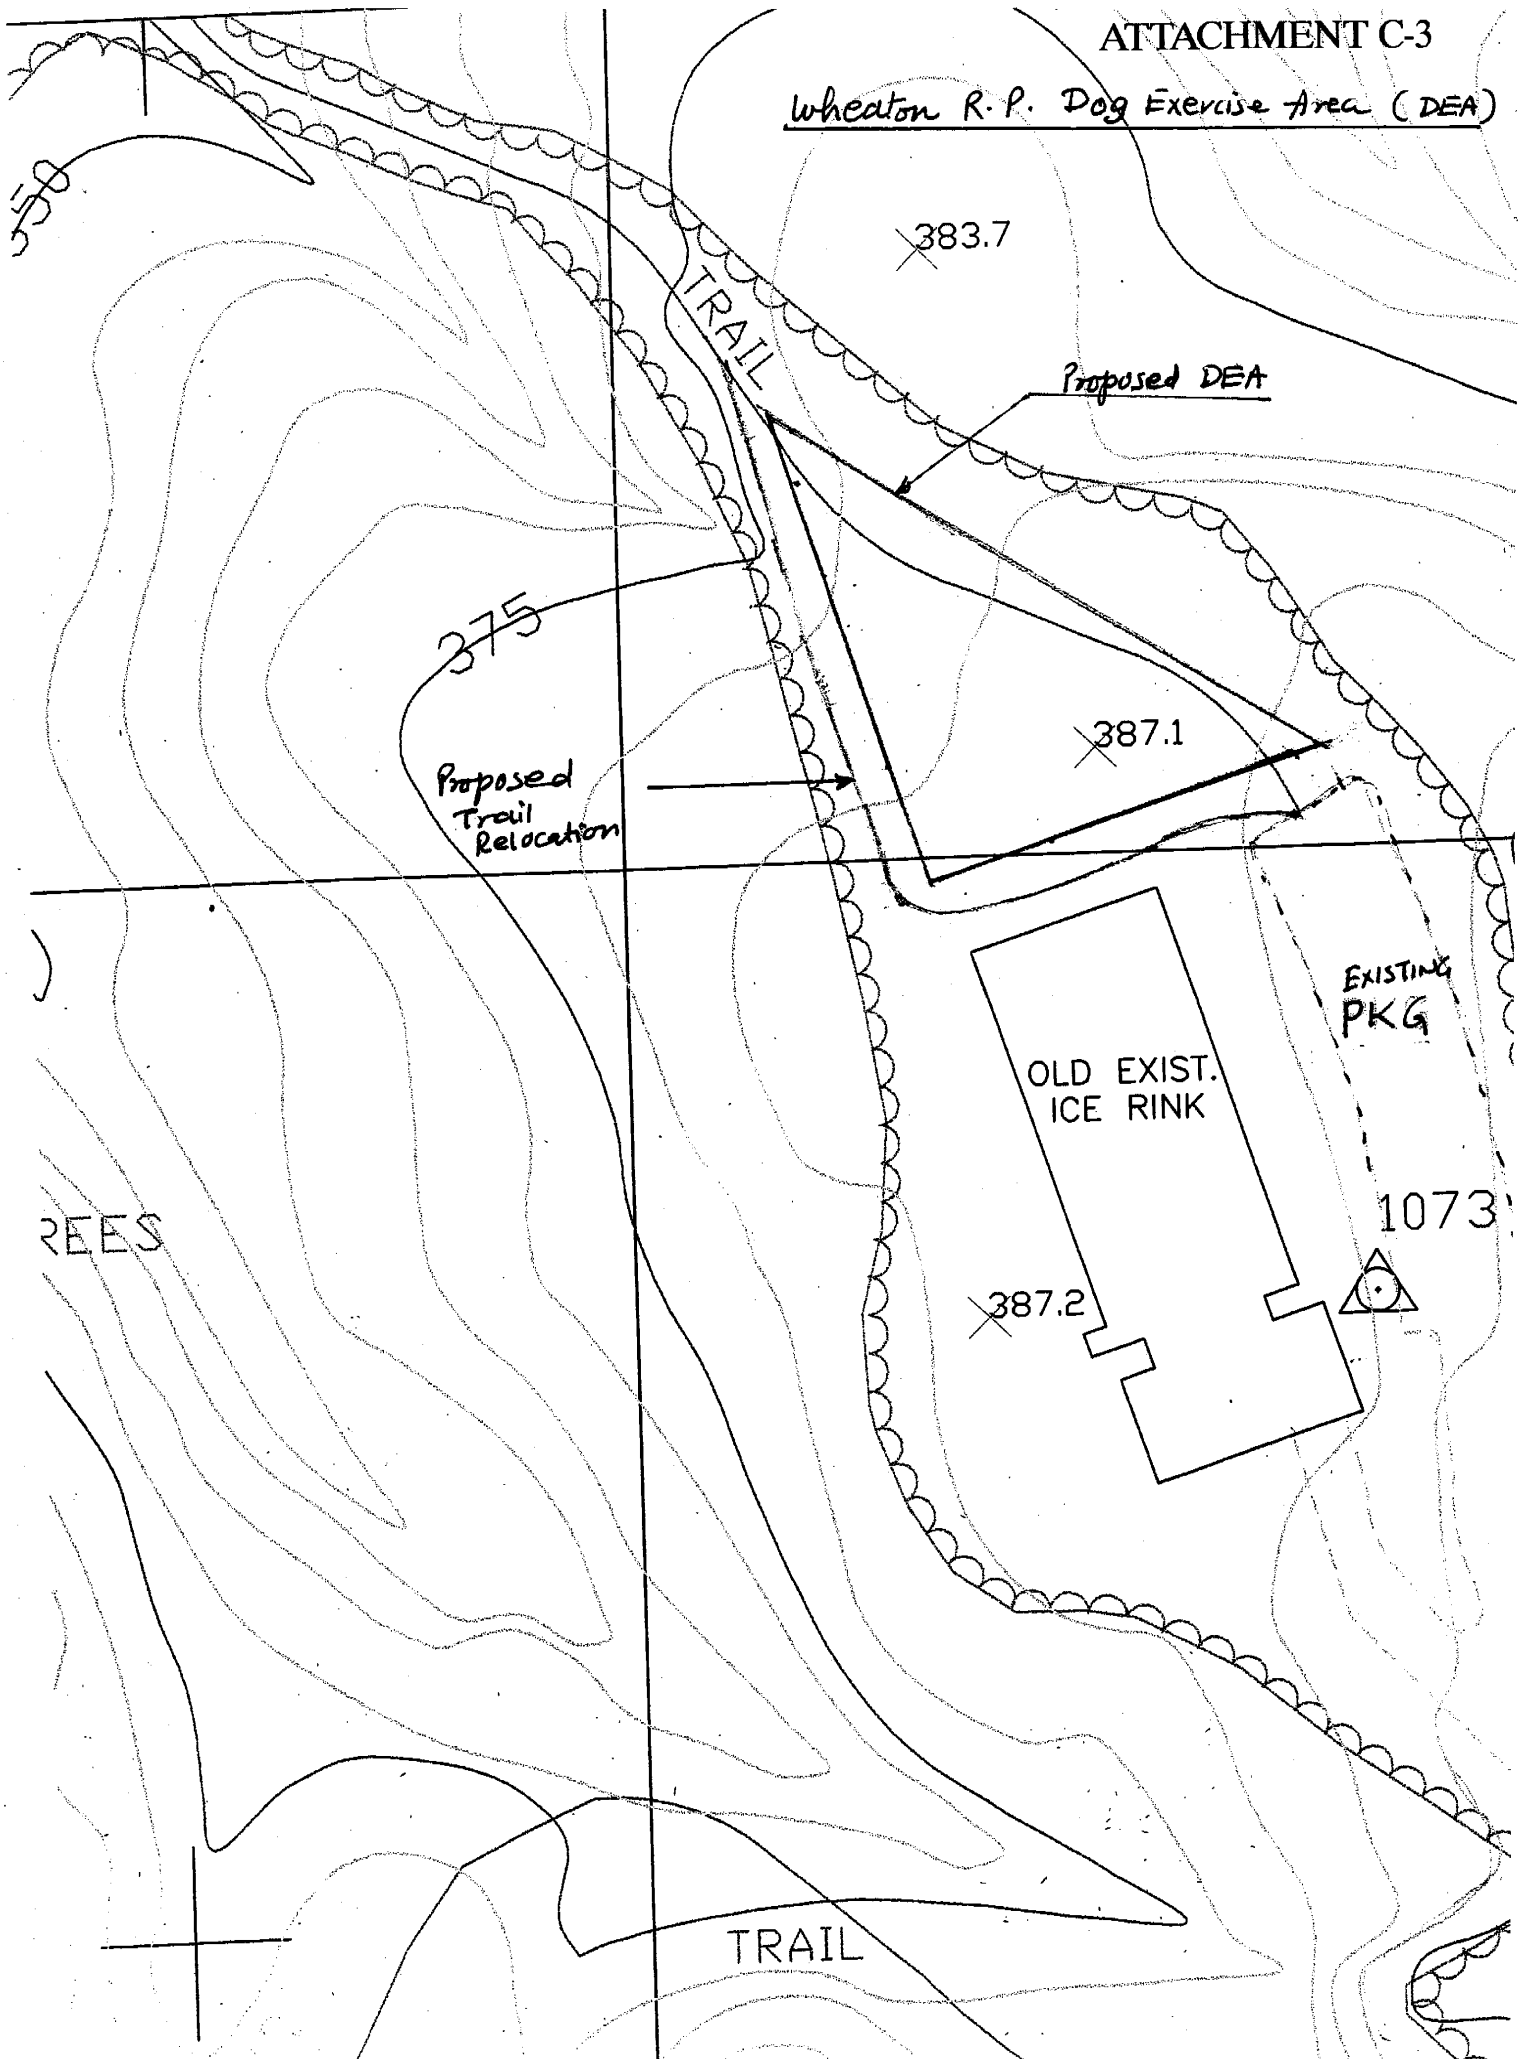 ATTACHMENT C-3
Wheaton R.P. Dog Exercise Area (DEA)
350
383.7
TRAIL
Proposed DEA
375
387.1
Proposed
Trail
Relocation
EXISTING
PKG
OLD EXIST.
ICE RINK
1073
REES
387.2
TRAIL